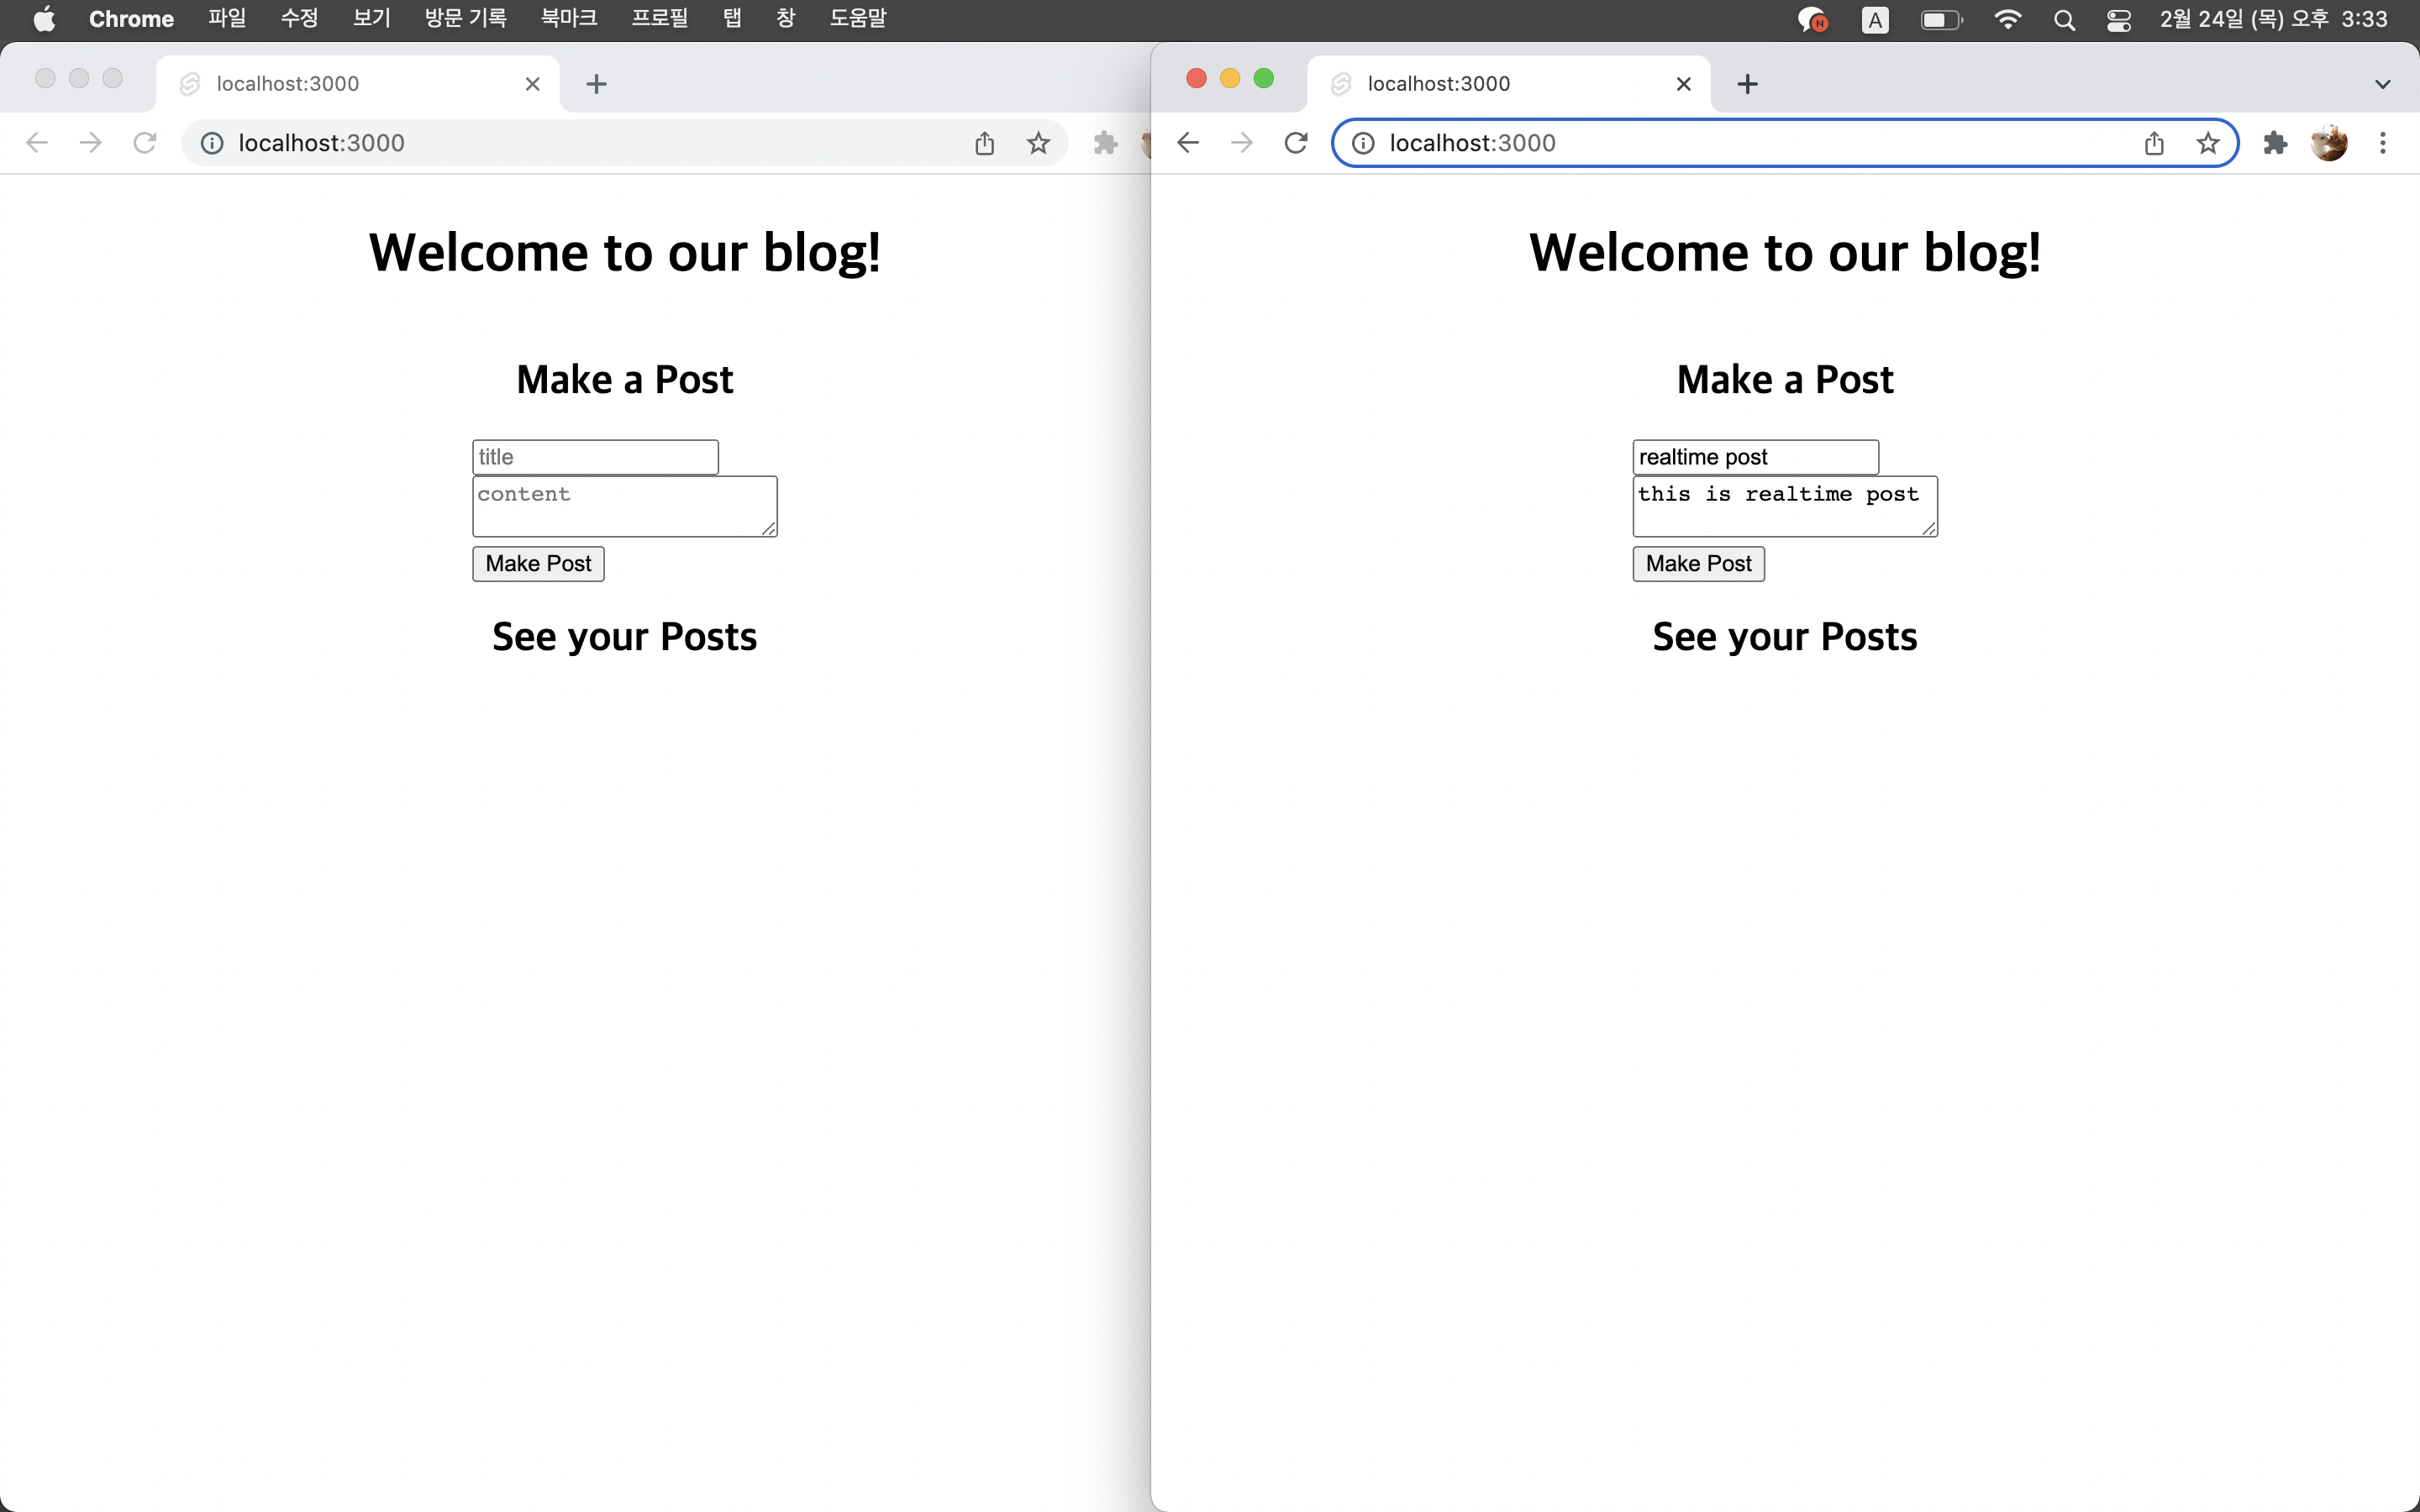 Chrome 파일 수정 보기 방문 기록 북마크 프로필 탭 창 도움말 N A 2월 24일 (목) 오후 3:33
localhost:3000
localhost:3000
Welcome to our blog!
Make a Post
title
content
Make Post
See your Posts
localhost:3000
localhost:3000
Welcome to our blog!
Make a Post
realtime post
this is realtime post
Make Post
See your Posts